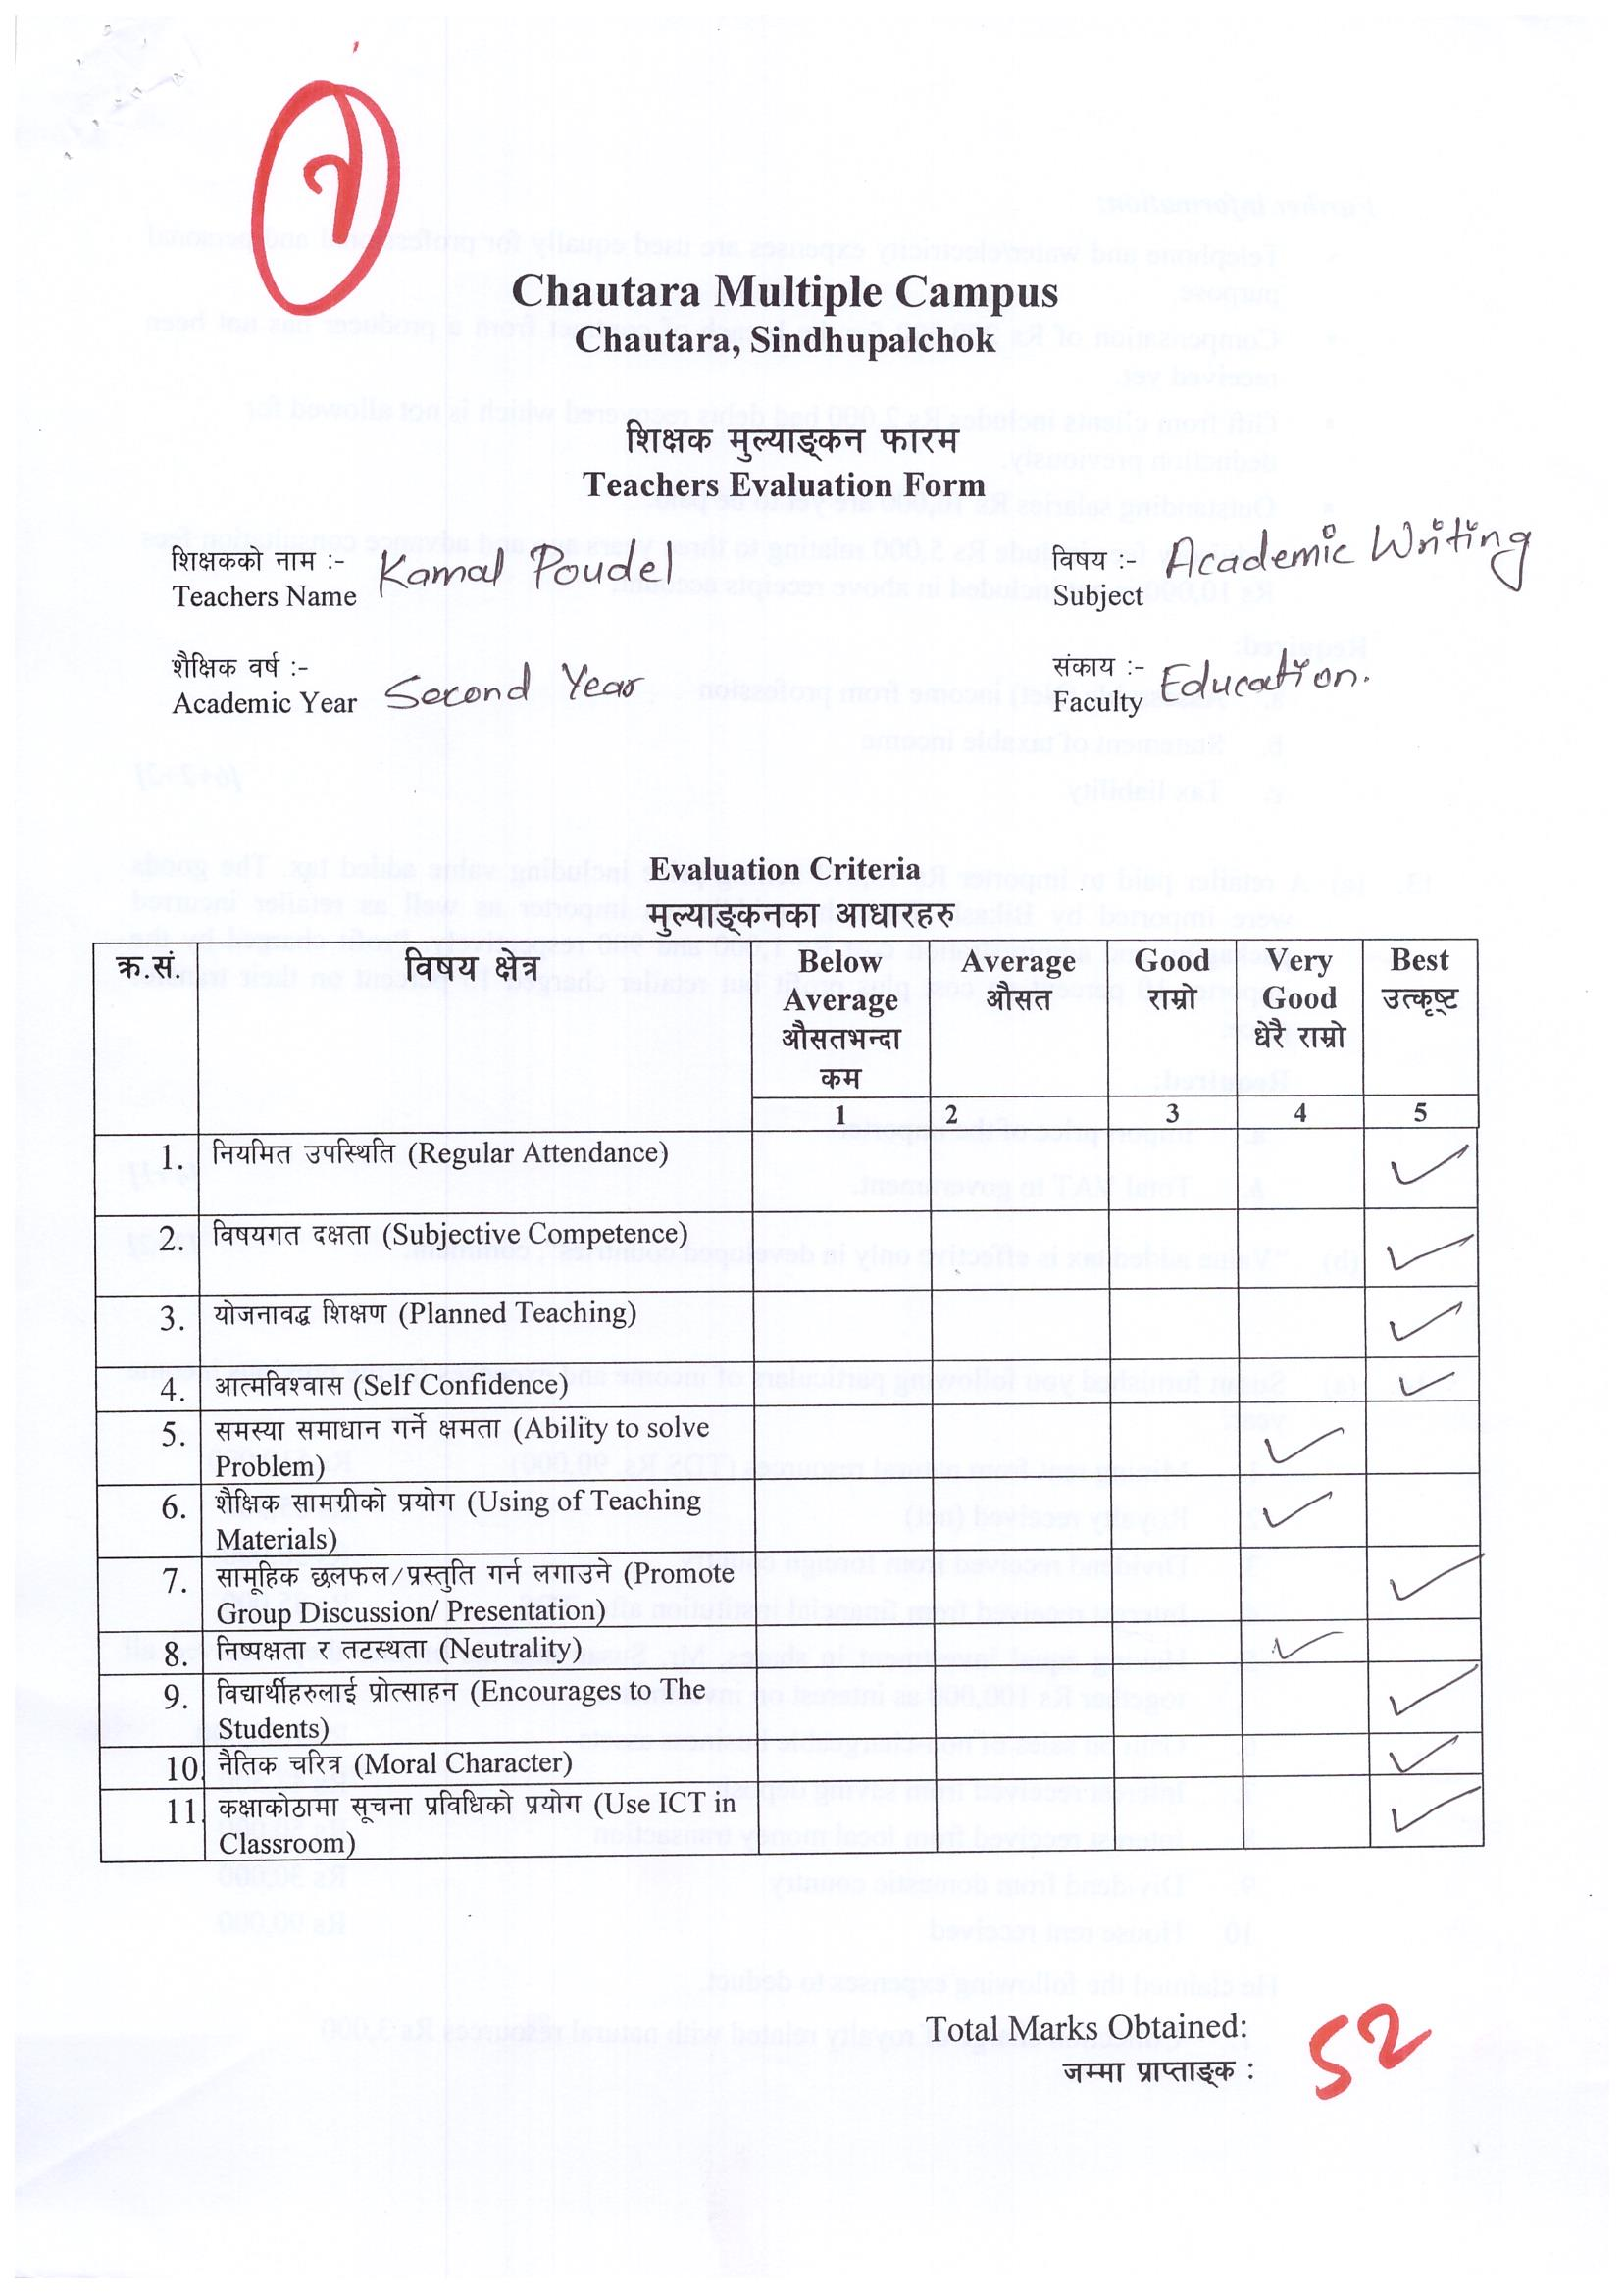 १
Chautara Multiple Campus
Chautara, Sindhupalchok
शिक्षक मुल्याङ्कन फारम
Teachers Evaluation Form
शिक्षकको नाम :- Kamal Poudel विषय :- Academic Writing
Teachers Name Subject
शैक्षिक वर्ष :- Second Year संकाय :- Education.
Academic Year Faculty
Evaluation Criteria
मुल्याङ्कनका आधारहरु
क्र.सं. विषय क्षेत्र Below Average Good Very Best
Average औसत राम्रो Good उत्कृष्ट
औसतभन्दा धेरै राम्रो
कम
1 2 3 4 5
1. नियमित उपस्थिति (Regular Attendance) ✓
2. विषयगत दक्षता (Subjective Competence) ✓
3. योजनावद्ध शिक्षण (Planned Teaching) ✓
4. आत्मविश्वास (Self Confidence) ✓
5. समस्या समाधान गर्ने क्षमता (Ability to solve ✓
Problem)
6. शैक्षिक सामग्रीको प्रयोग (Using of Teaching ✓
Materials)
7. सामूहिक छलफल/प्रस्तुति गर्न लगाउने (Promote ✓
Group Discussion/ Presentation)
8. निष्पक्षता र तटस्थता (Neutrality) ✓
9. विद्यार्थीहरुलाई प्रोत्साहन (Encourages to The ✓
Students)
10. नैतिक चरित्र (Moral Character) ✓
11. कक्षाकोठामा सूचना प्रविधिको प्रयोग (Use ICT in ✓
Classroom)
Total Marks Obtained: 52
जम्मा प्राप्ताङ्क :